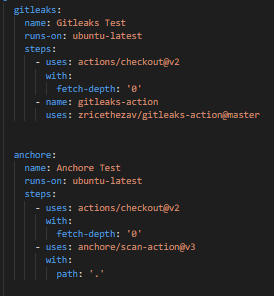 gitleaks:
  name: Gitleaks Test
  runs-on: ubuntu-latest
  steps:
    - uses: actions/checkout@v2
      with:
        fetch-depth: '0'
    - name: gitleaks-action
      uses: zricethezav/gitleaks-action@master
anchore:
  name: Anchore Test
  runs-on: ubuntu-latest
  steps:
    - uses: actions/checkout@v2
      with:
        fetch-depth: '0'
    - uses: anchore/scan-action@v3
      with:
        path: '.'